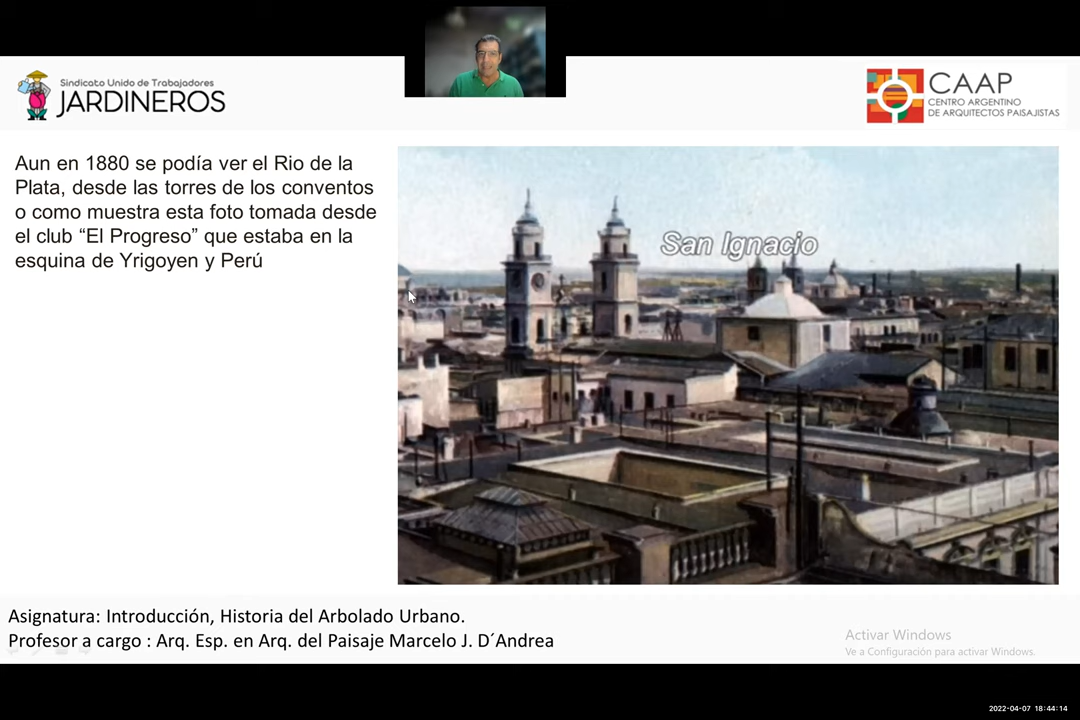 Sindicato Unido de Trabajadores
JARDINEROS
CAAP
CENTRO ARGENTINO
DE ARQUITECTOS PAISAJISTAS
Aun en 1880 se podía ver el Rio de la
Plata, desde las torres de los conventos
o como muestra esta foto tomada desde
el club “El Progreso” que estaba en la
esquina de Yrigoyen y Perú
San Ignacio
Asignatura: Introducción, Historia del Arbolado Urbano.
Profesor a cargo : Arq. Esp. en Arq. del Paisaje Marcelo J. D´Andrea
Activar Windows
Ve a Configuración para activar Windows.
2022-04-07 18:44:14